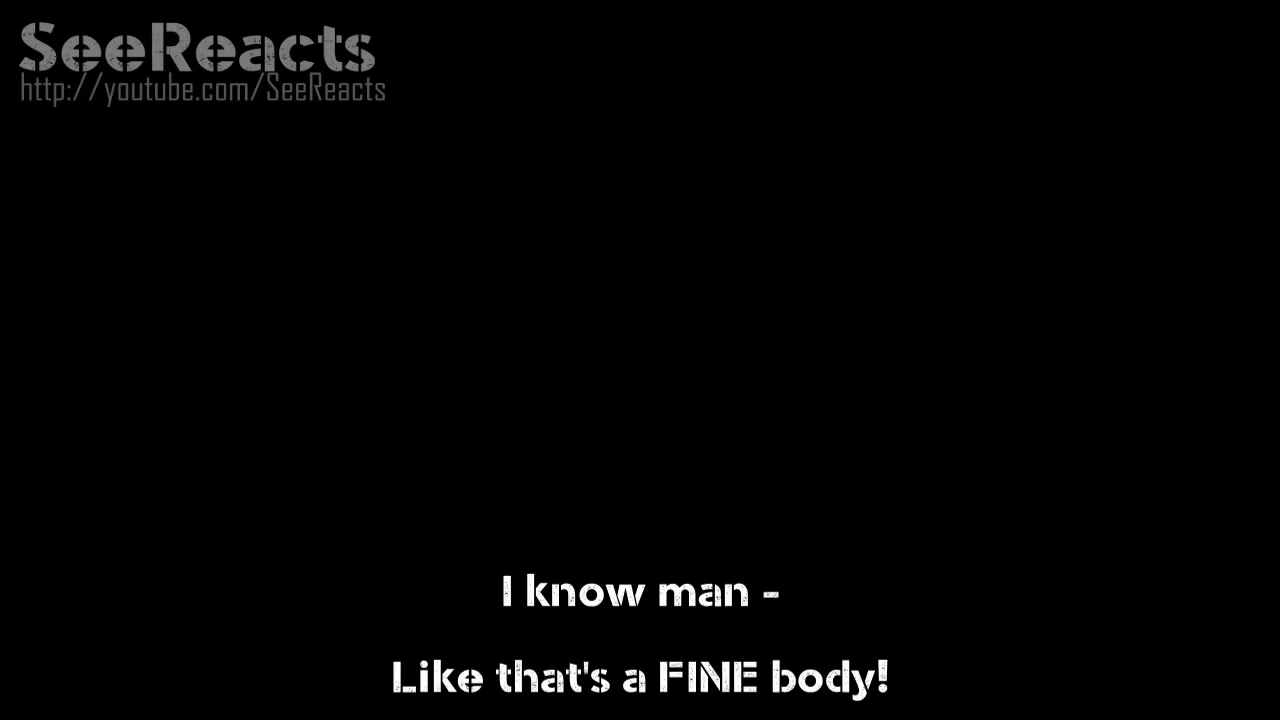 SeeReacts
http://youtube.com/SeeReacts
I know man -
Like that's a FINE body!